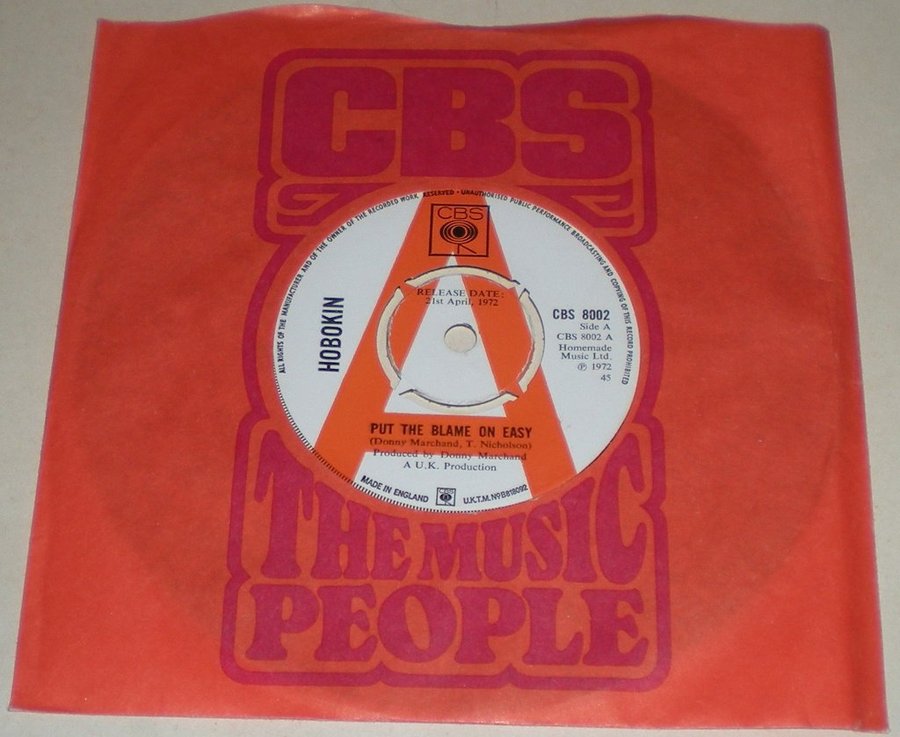 CBS
ALL RIGHTS OF THE MANUFACTURER AND OF THE OWNER OF THE RECORDED WORK RESERVED · UNAUTHORISED PUBLIC PERFORMANCE BROADCASTING AND COPYING OF THIS RECORD PROHIBITED
CBS
RELEASE DATE:
21st April, 1972
HOBOKIN
CBS 8002
Side A
CBS 8002 A
Homemade
Music Ltd.
℗ 1972
45
PUT THE BLAME ON EASY
(Donny Marchand, T. Nicholson)
Produced by Donny Marchand
A U.K. Production
MADE IN ENGLAND
CBS
U.K.T.M. Nº B818092
THE MUSIC
PEOPLE